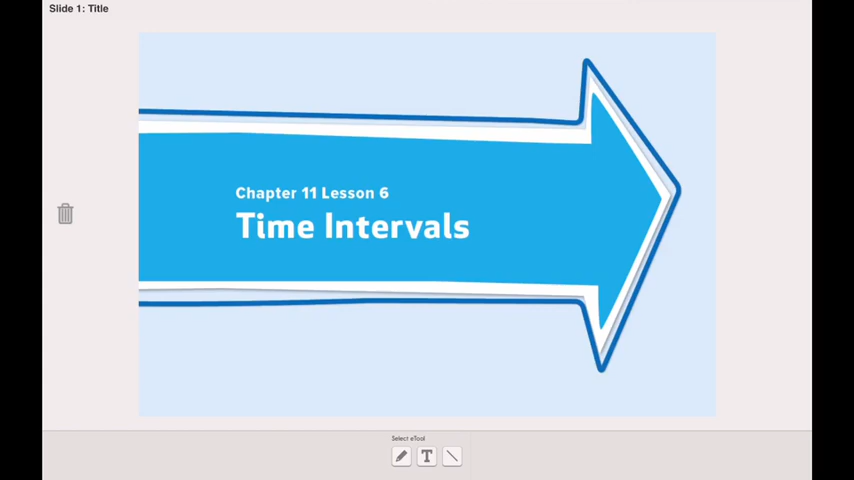 Slide 1: Title
Chapter 11 Lesson 6
Time Intervals
Select eTool
T